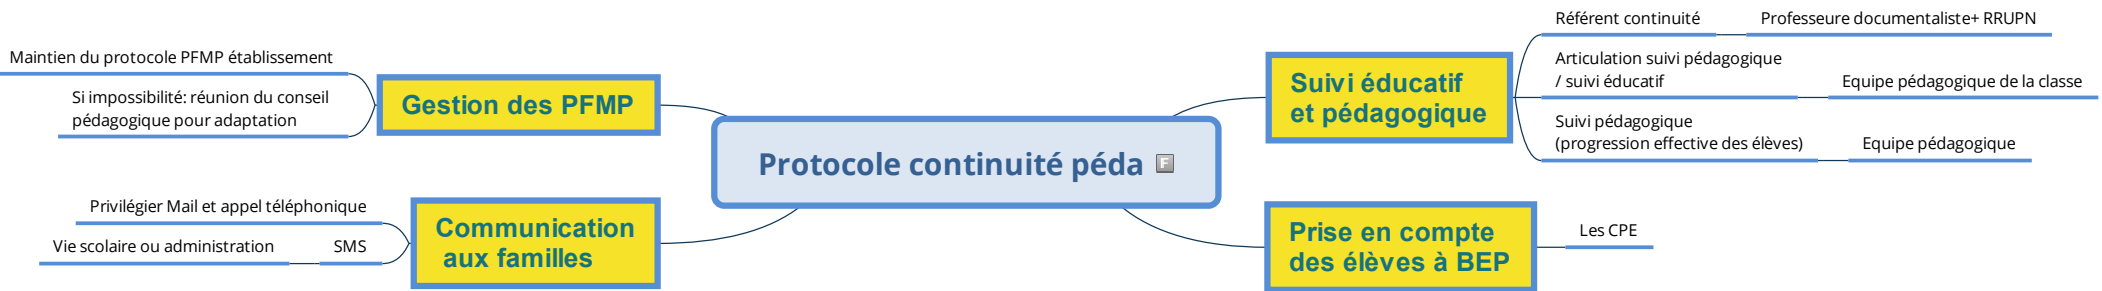 Protocole continuité péda
Gestion des PFMP
Maintien du protocole PFMP établissement
Si impossibilité: réunion du conseil
pédagogique pour adaptation
Communication
aux familles
Privilégier Mail et appel téléphonique
SMS
Vie scolaire ou administration
Suivi éducatif
et pédagogique
Référent continuité
Professeure documentaliste+ RRUPN
Articulation suivi pédagogique
/ suivi éducatif
Equipe pédagogique de la classe
Suivi pédagogique
(progression effective des élèves)
Equipe pédagogique
Prise en compte
des élèves à BEP
Les CPE